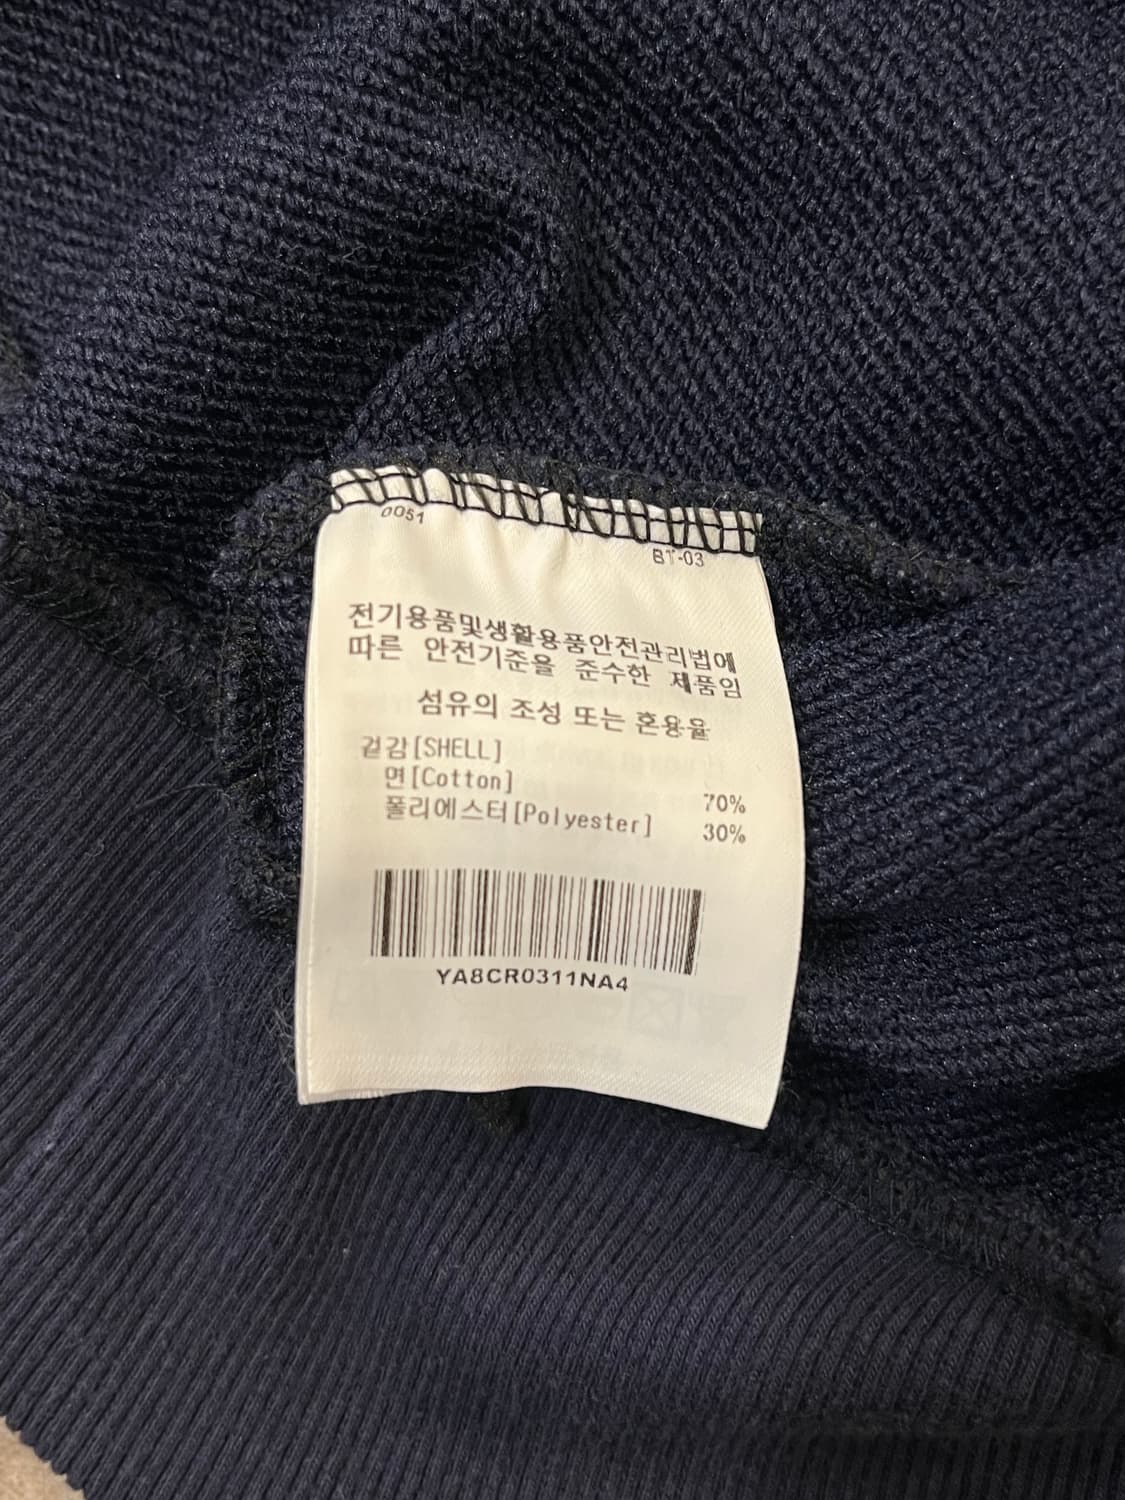 0051
BT-03
전기용품및생활용품안전관리법에
따른 안전기준을 준수한 제품임
섬유의 조성 또는 혼용율
겉감[SHELL]
면[Cotton] 70%
폴리에스터[Polyester] 30%
YA8CR0311NA4